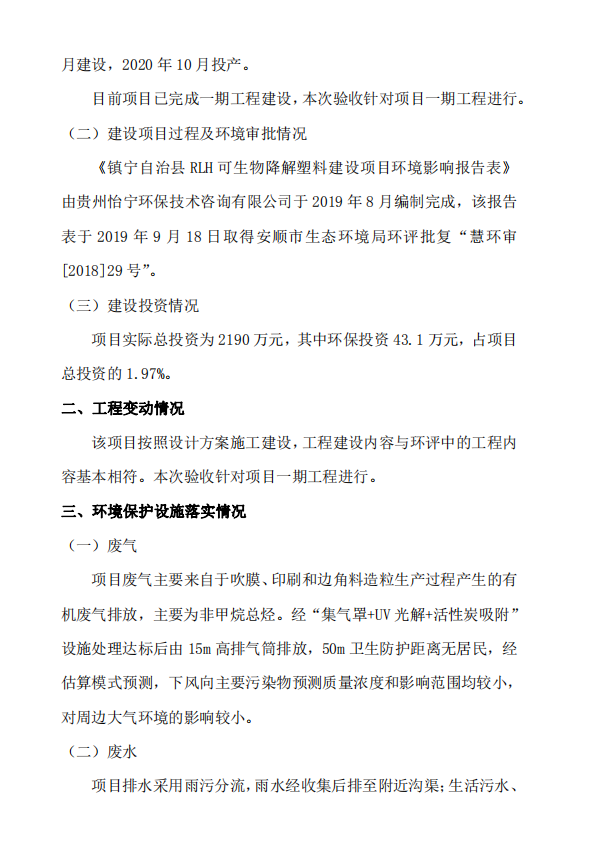 月建设，2020 年 10 月投产。
目前项目已完成一期工程建设，本次验收针对项目一期工程进行。
（二）建设项目过程及环境审批情况
《镇宁自治县 RLH 可生物降解塑料建设项目环境影响报告表》
由贵州怡宁环保技术咨询有限公司于 2019 年 8 月编制完成，该报告
表于 2019 年 9 月 18 日取得安顺市生态环境局环评批复“慧环审
[2018]29 号”。
（三）建设投资情况
项目实际总投资为 2190 万元，其中环保投资 43.1 万元，占项目
总投资的 1.97%。
二、工程变动情况
该项目按照设计方案施工建设，工程建设内容与环评中的工程内
容基本相符。本次验收针对项目一期工程进行。
三、环境保护设施落实情况
（一）废气
项目废气主要来自于吹膜、印刷和边角料造粒生产过程产生的有
机废气排放，主要为非甲烷总烃。经“集气罩+UV 光解+活性炭吸附”
设施处理达标后由 15m 高排气筒排放，50m 卫生防护距离无居民，经
估算模式预测，下风向主要污染物预测质量浓度和影响范围均较小，
对周边大气环境的影响较小。
（二）废水
项目排水采用雨污分流，雨水经收集后排至附近沟渠；生活污水、